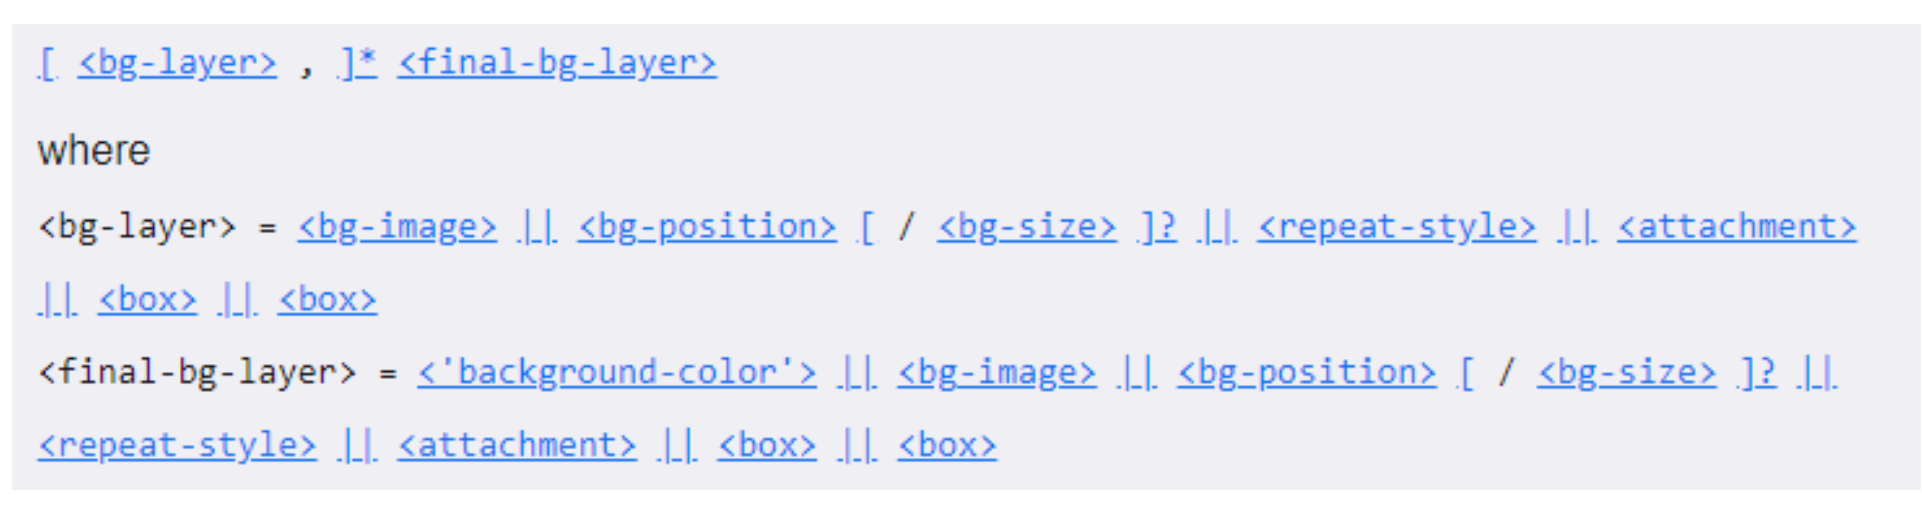 [ <bg-layer> , ]* <final-bg-layer>
where
<bg-layer> = <bg-image> || <bg-position> [ / <bg-size> ]? || <repeat-style> || <attachment>
|| <box> || <box>
<final-bg-layer> = <'background-color'> || <bg-image> || <bg-position> [ / <bg-size> ]? ||
<repeat-style> || <attachment> || <box> || <box>